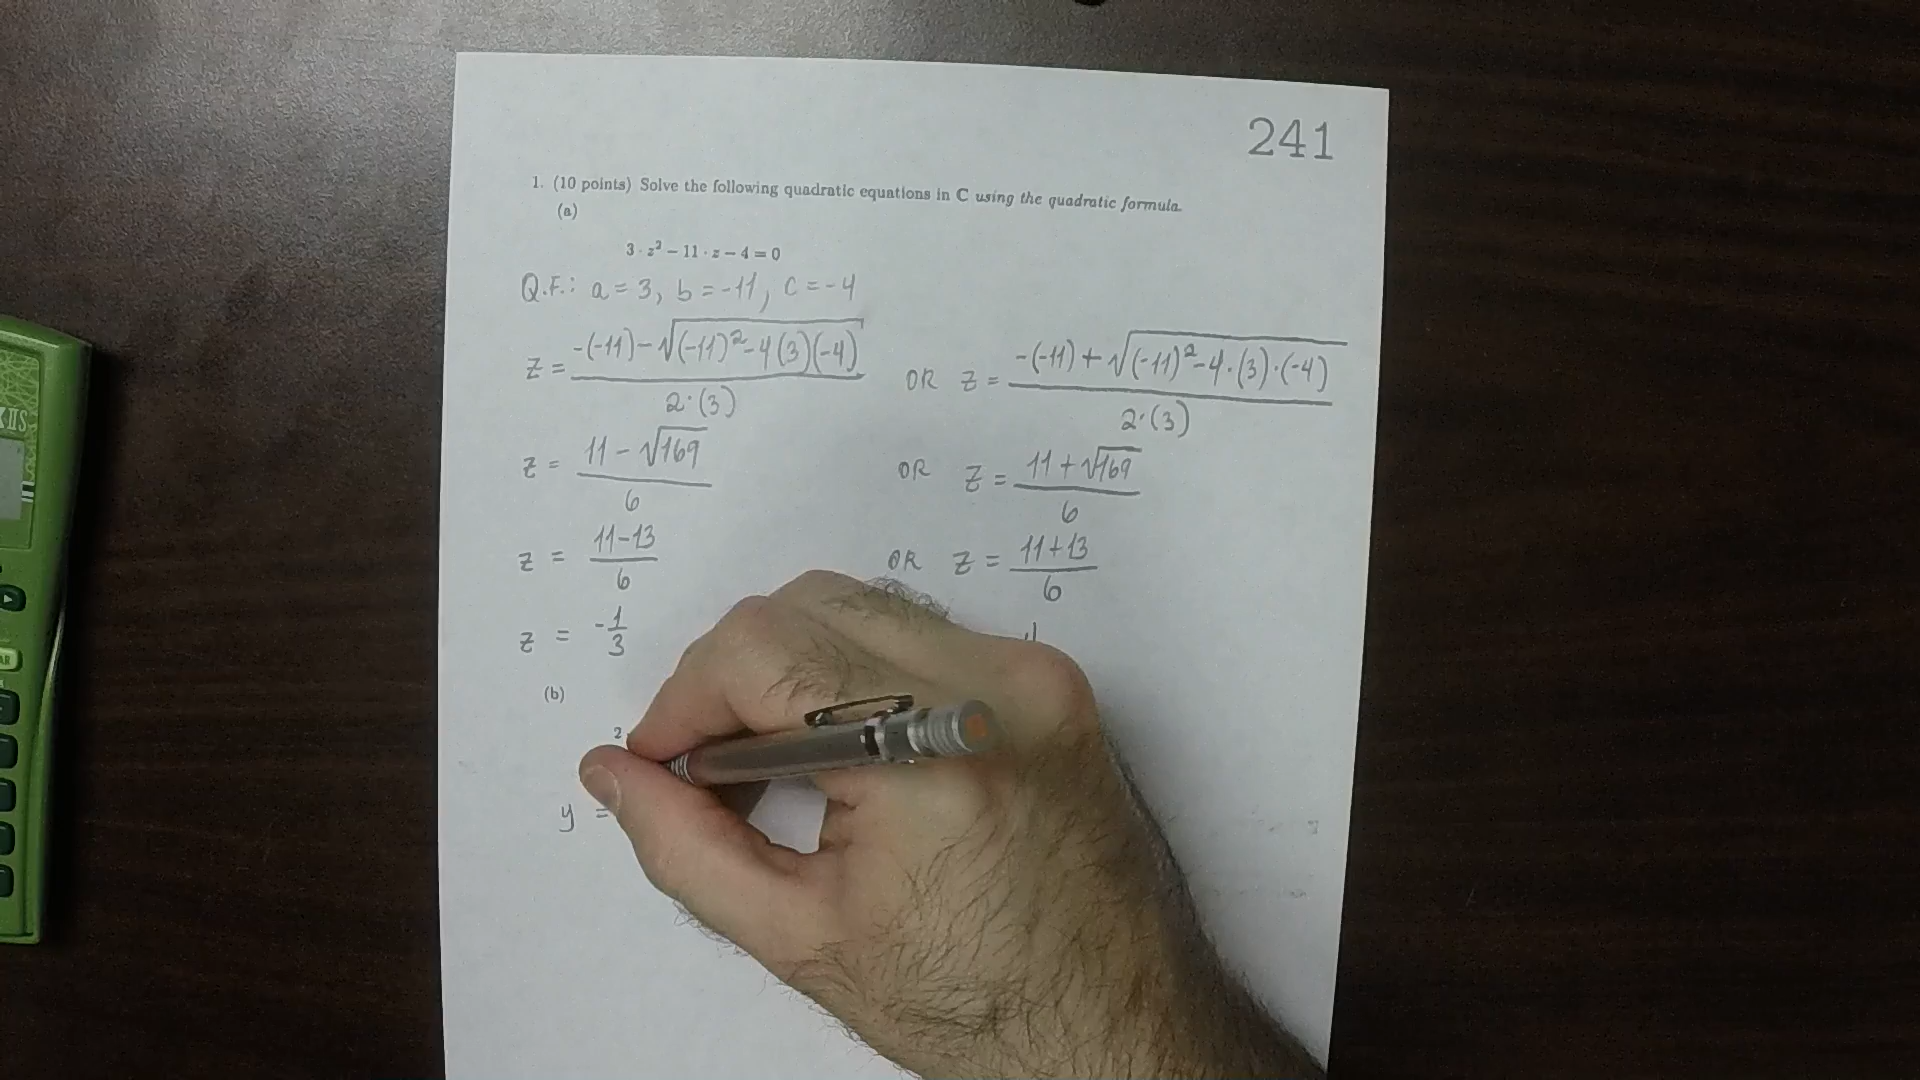 241
1. (10 points) Solve the following quadratic equations in C using the quadratic formula.
(a)
3 · z² − 11 · z − 4 = 0
Q.F.: a = 3, b = -11, c = -4
z = (-(-11) - √((-11)² - 4(3)(-4))) / (2·(3)) OR z = (-(-11) + √((-11)² - 4·(3)·(-4))) / (2·(3))
z = (11 - √169) / 6 OR z = (11 + √169) / 6
z = (11-13) / 6 OR z = (11+13) / 6
z = -1/3
(b)
2
y =